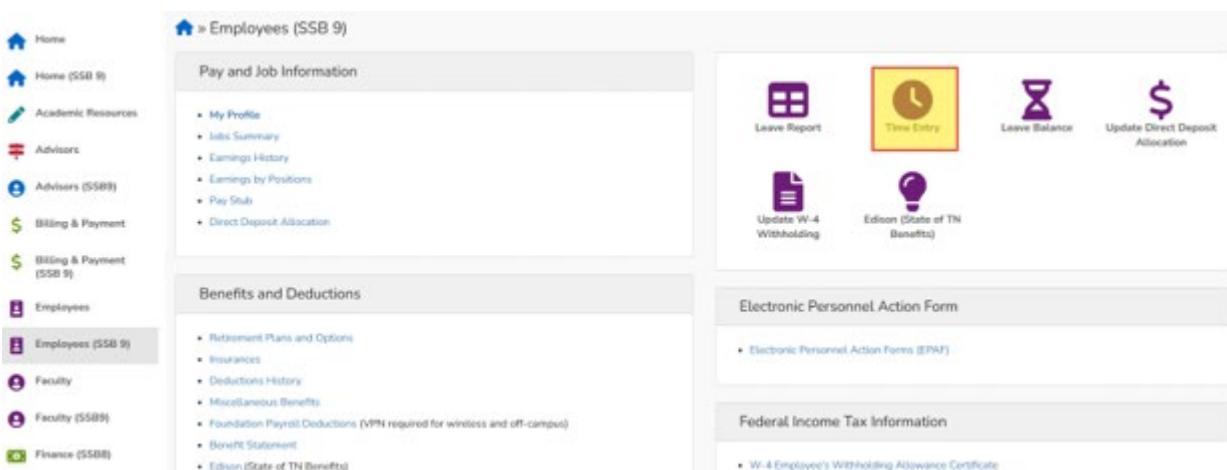 Home
Home (SSB 9)
Academic Resources
Advisors
Advisors (SSB9)
Billing & Payment
Billing & Payment
(SSB 9)
Employees
Employees (SSB 9)
Faculty
Faculty (SSB9)
Finance (SSB8)
» Employees (SSB 9)
Pay and Job Information
My Profile
Jobs Summary
Earnings History
Earnings by Positions
Pay Stub
Direct Deposit Allocation
Benefits and Deductions
Retirement Plans and Options
Insurances
Deductions History
Miscellaneous Benefits
Foundation Payroll Deductions (VPN required for wireless and off-campus)
Benefit Statement
Edison (State of TN Benefits)
Leave Report
Time Entry
Leave Balance
Update Direct Deposit
Allocation
Update W-4
Withholding
Edison (State of TN
Benefits)
Electronic Personnel Action Form
Electronic Personnel Action Forms (EPAF)
Federal Income Tax Information
W-4 Employee's Withholding Allowance Certificate